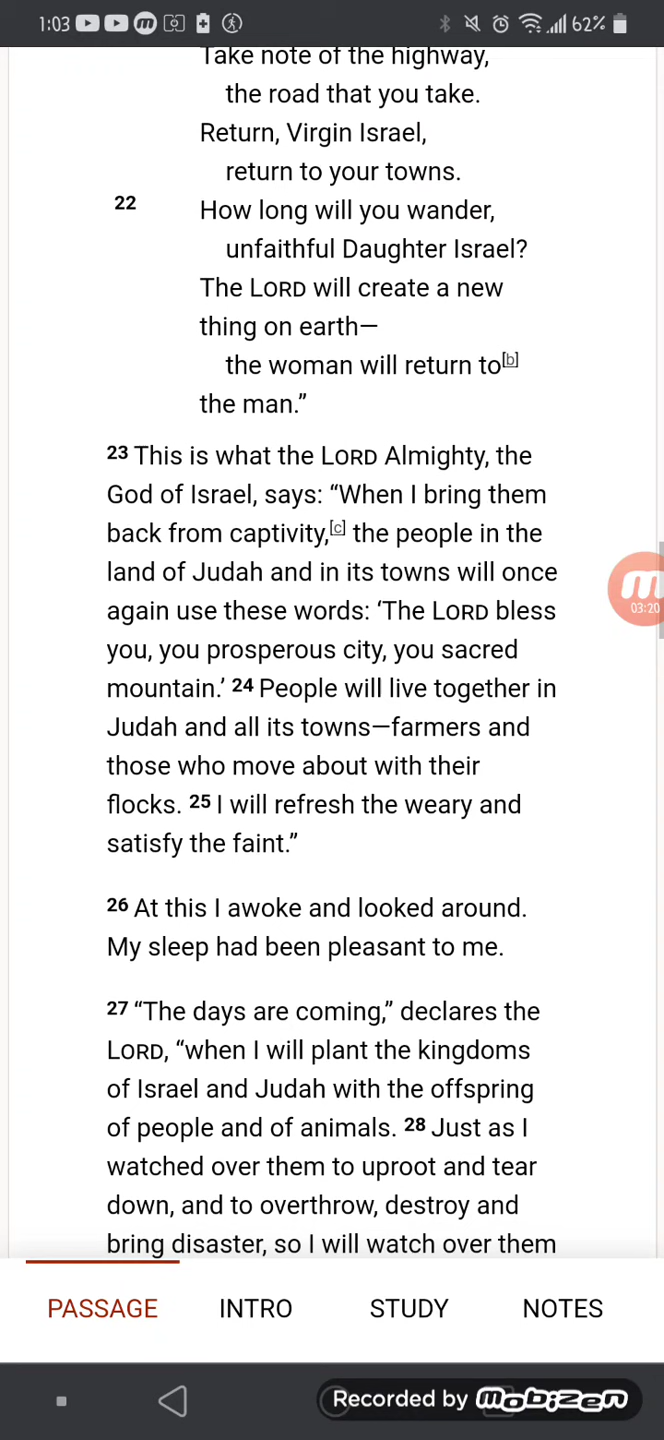 1:03
62%
Take note of the highway,
the road that you take.
Return, Virgin Israel,
return to your towns.
22 How long will you wander,
unfaithful Daughter Israel?
The LORD will create a new
thing on earth—
the woman will return to[b]
the man.”
23 This is what the LORD Almighty, the
God of Israel, says: “When I bring them
back from captivity,[c] the people in the
land of Judah and in its towns will once
again use these words: ‘The LORD bless
you, you prosperous city, you sacred
mountain.’ 24 People will live together in
Judah and all its towns—farmers and
those who move about with their
flocks. 25 I will refresh the weary and
satisfy the faint.”
26 At this I awoke and looked around.
My sleep had been pleasant to me.
27 “The days are coming,” declares the
LORD, “when I will plant the kingdoms
of Israel and Judah with the offspring
of people and of animals. 28 Just as I
watched over them to uproot and tear
down, and to overthrow, destroy and
bring disaster, so I will watch over them
03:20
PASSAGE INTRO STUDY NOTES
Recorded by mobizen